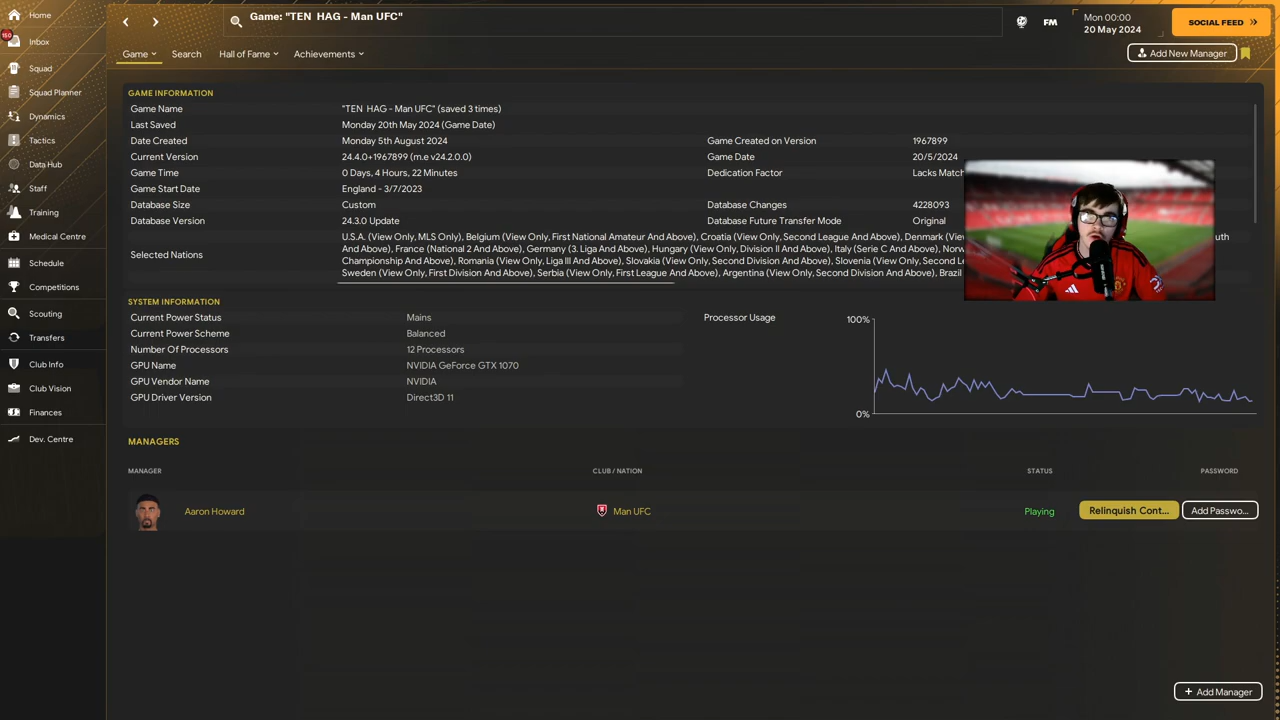 Home
Game: "TEN HAG - Man UFC"
FM
Mon 00:00
20 May 2024
SOCIAL FEED
150
Inbox
Game
Search
Hall of Fame
Achievements
Add New Manager
Squad
Squad Planner
Dynamics
Tactics
Data Hub
Staff
Training
Medical Centre
Schedule
Competitions
Scouting
Transfers
Club Info
Club Vision
Finances
Dev. Centre
GAME INFORMATION
Game Name "TEN HAG - Man UFC" (saved 3 times)
Last Saved Monday 20th May 2024 (Game Date)
Date Created Monday 5th August 2024 Game Created on Version 1967899
Current Version 24.4.0+1967899 (m.e v24.2.0.0) Game Date 20/5/2024
Game Time 0 Days, 4 Hours, 22 Minutes Dedication Factor Lacks Match
Game Start Date England - 3/7/2023
Database Size Custom Database Changes 4228093
Database Version 24.3.0 Update Database Future Transfer Mode Original
Selected Nations
U.S.A. (View Only, MLS Only), Belgium (View Only, First National Amateur And Above), Croatia (View Only, Second League And Above), Denmark (View
And Above), France (National 2 And Above), Germany (3. Liga And Above), Hungary (View Only, Division II And Above), Italy (Serie C And Above), Norw
Championship And Above), Romania (View Only, Liga III And Above), Slovakia (View Only, Second Division And Above), Slovenia (View Only, Second Le
Sweden (View Only, First Division And Above), Serbia (View Only, First League And Above), Argentina (View Only, Second Division And Above), Brazil
SYSTEM INFORMATION
Current Power Status Mains
Current Power Scheme Balanced
Number Of Processors 12 Processors
GPU Name NVIDIA GeForce GTX 1070
GPU Vendor Name NVIDIA
GPU Driver Version Direct3D 11
Processor Usage
100%
0%
MANAGERS
MANAGER CLUB / NATION STATUS PASSWORD
Aaron Howard Man UFC Playing Relinquish Cont... Add Passwo...
+ Add Manager